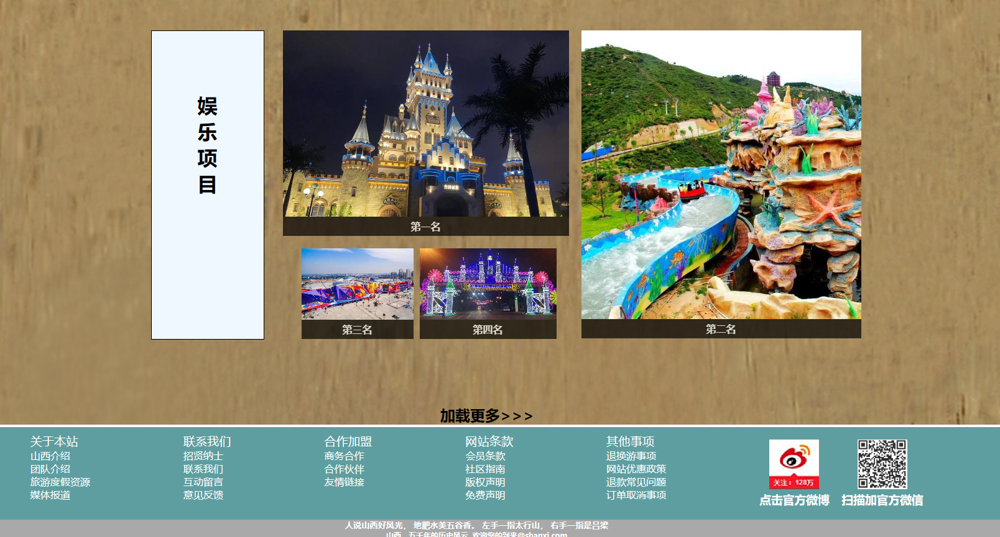 娱
乐
项
目
第一名
第二名
第三名
第四名
加载更多>>>
关于本站
山西介绍
团队介绍
旅游度假资源
媒体报道
联系我们
招贤纳士
联系我们
互动留言
意见反馈
合作加盟
商务合作
合作伙伴
友情链接
网站条款
会员条款
社区指南
版权声明
免费声明
其他事项
退换游事项
网站优惠政策
退款常见问题
订单取消事项
关注：128万
点击官方微博
扫描加官方微信
人说山西好风光， 地肥水美五谷香。 左手一指太行山， 右手一指是吕梁
山西，五千年的历史风云 欢迎您的到来@shanxi.com